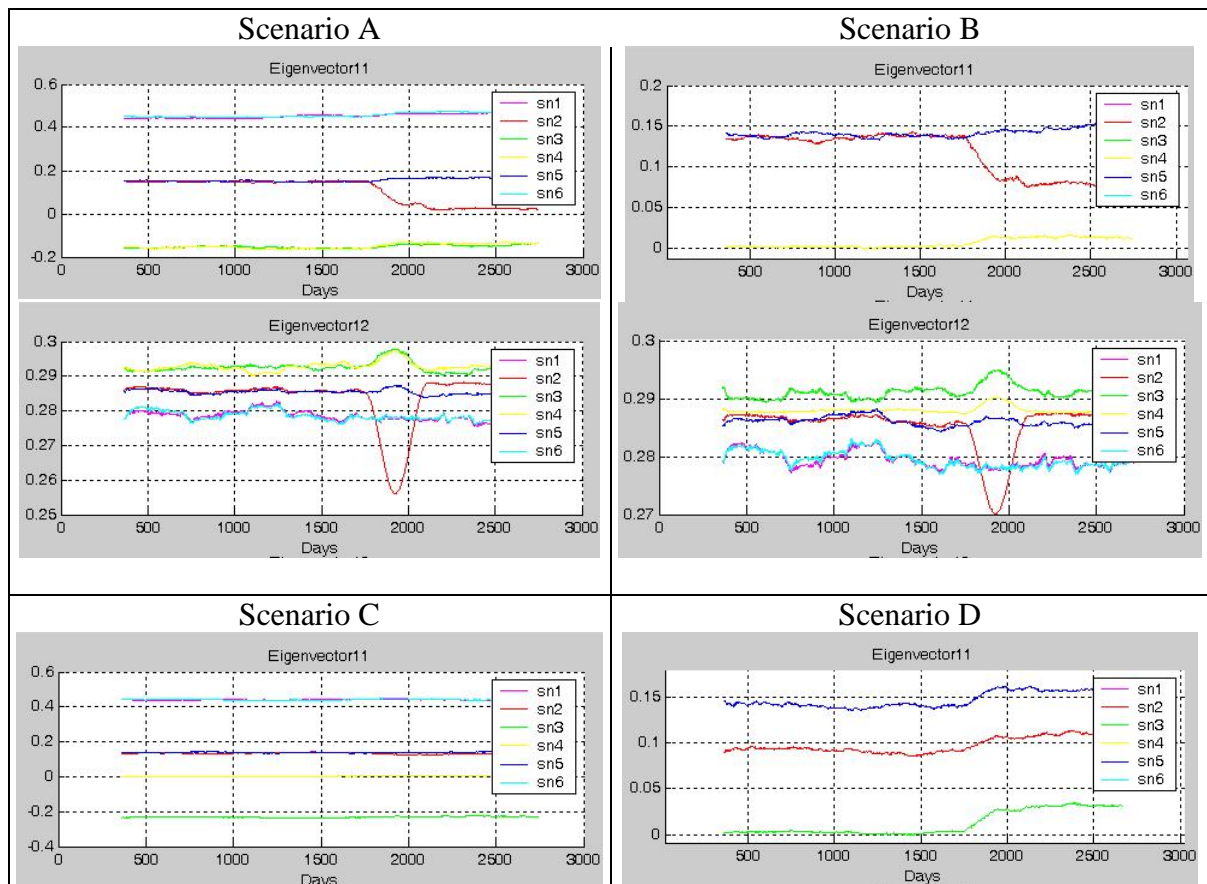 Scenario A
Eigenvector11
0.6
0.4
0.2
0
-0.2
sn1
sn2
sn3
sn4
sn5
sn6
0 500 1000 1500 2000 2500 3000
Days
Eigenvector12
0.3
0.29
0.28
0.27
0.26
0.25
sn1
sn2
sn3
sn4
sn5
sn6
0 500 1000 1500 2000 2500 3000
Days
Scenario B
Eigenvector11
0.2
0.15
0.1
0.05
0
sn1
sn2
sn3
sn4
sn5
sn6
500 1000 1500 2000 2500 3000
Days
Eigenvector12
0.3
0.29
0.28
0.27
sn1
sn2
sn3
sn4
sn5
sn6
0 500 1000 1500 2000 2500 3000
Days
Scenario C
Eigenvector11
0.6
0.4
0.2
0
-0.2
-0.4
sn1
sn2
sn3
sn4
sn5
sn6
0 500 1000 1500 2000 2500 3000
Days
Scenario D
Eigenvector11
0.15
0.1
0.05
0
sn1
sn2
sn3
sn4
sn5
sn6
500 1000 1500 2000 2500 3000
Days